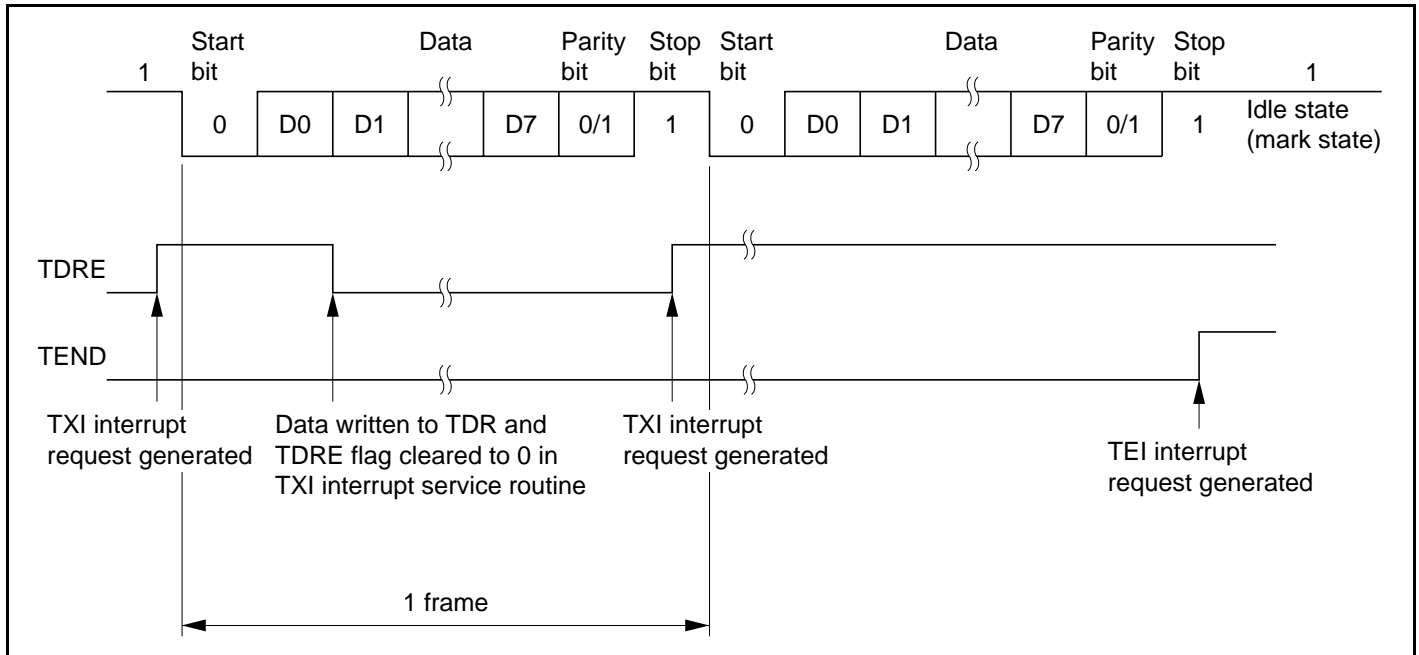 Start bit
Data
Parity bit
Stop bit
Start bit
Data
Parity bit
Stop bit
1
1
0
D0
D1
D7
0/1
1
0
D0
D1
D7
0/1
1
Idle state
(mark state)
TDRE
TEND
TXI interrupt
request generated
Data written to TDR and
TDRE flag cleared to 0 in
TXI interrupt service routine
TXI interrupt
request generated
TEI interrupt
request generated
1 frame